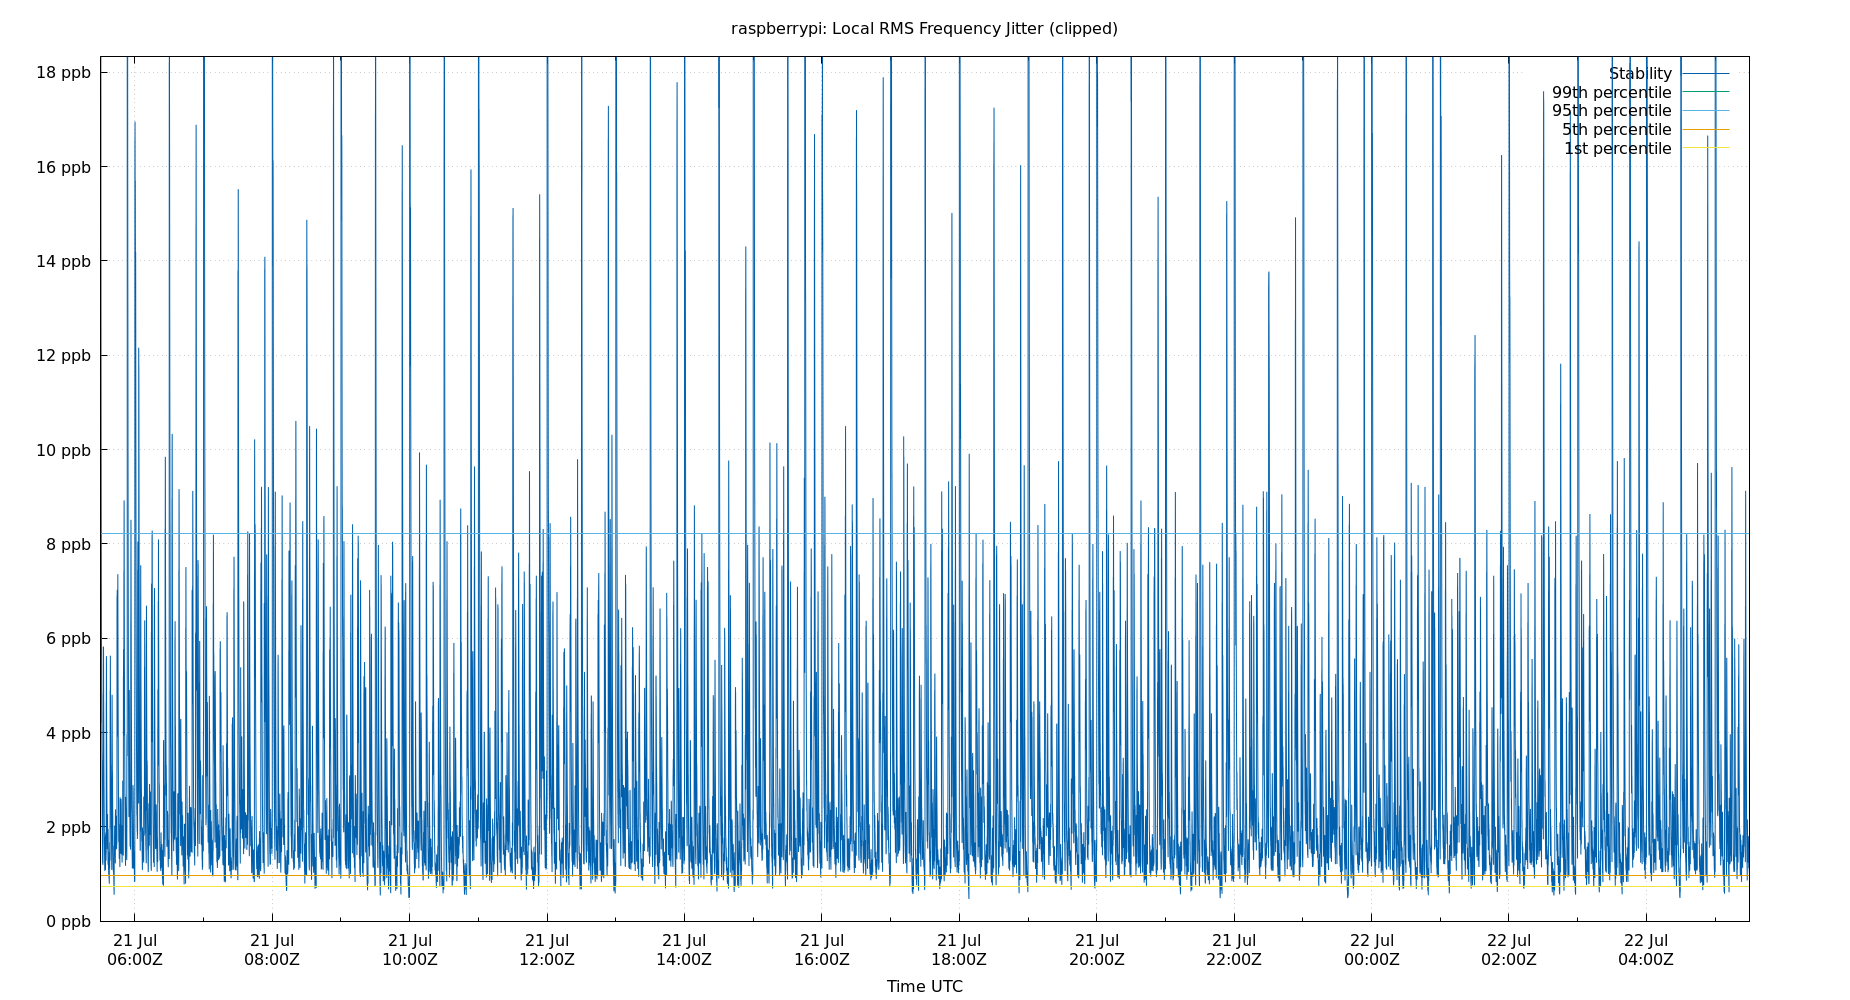 raspberrypi: Local RMS Frequency Jitter (clipped)
18 ppb
16 ppb
14 ppb
12 ppb
10 ppb
8 ppb
6 ppb
4 ppb
2 ppb
0 ppb
Stability
99th percentile
95th percentile
5th percentile
1st percentile
21 Jul 21 Jul 21 Jul 21 Jul 21 Jul 21 Jul 21 Jul 21 Jul 21 Jul 22 Jul 22 Jul 22 Jul
06:00Z 08:00Z 10:00Z 12:00Z 14:00Z 16:00Z 18:00Z 20:00Z 22:00Z 00:00Z 02:00Z 04:00Z
Time UTC